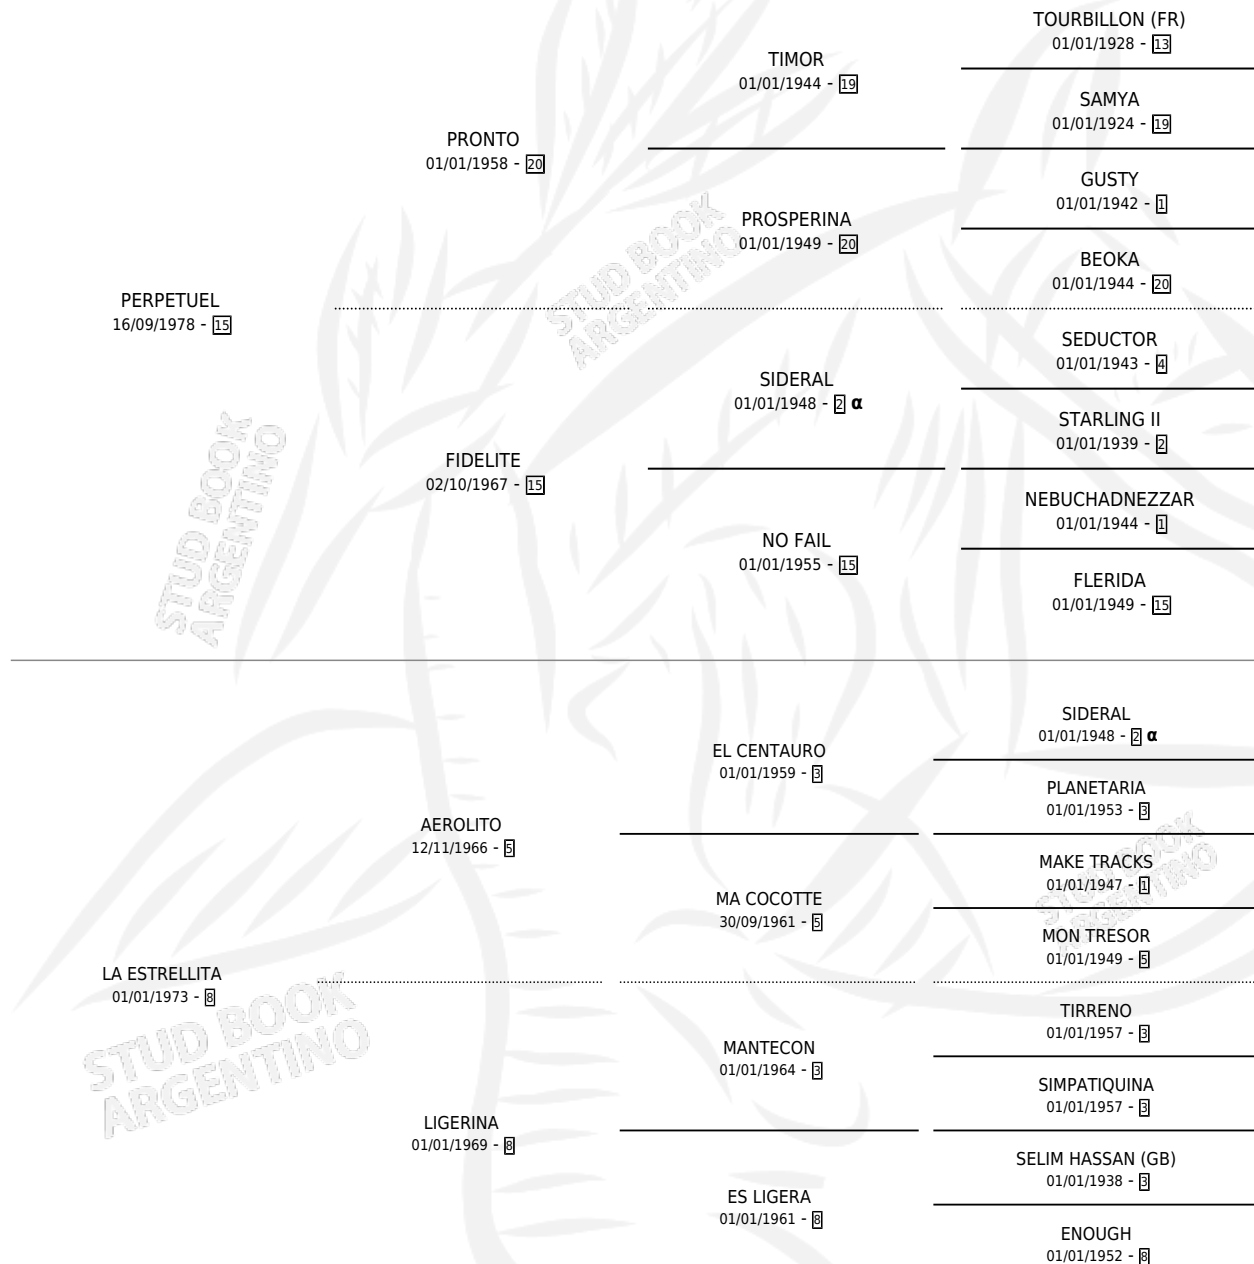 TOURBILLON (FR)
01/01/1928 - 13
TIMOR
01/01/1944 - 19
SAMYA
01/01/1924 - 19
PRONTO
01/01/1958 - 20
GUSTY
01/01/1942 - 1
PROSPERINA
01/01/1949 - 20
BEOKA
01/01/1944 - 20
PERPETUEL
16/09/1978 - 15
SEDUCTOR
01/01/1943 - 4
SIDERAL
01/01/1948 - 2 α
STARLING II
01/01/1939 - 2
FIDELITE
02/10/1967 - 15
NEBUCHADNEZZAR
01/01/1944 - 1
NO FAIL
01/01/1955 - 15
FLERIDA
01/01/1949 - 15
SIDERAL
01/01/1948 - 2 α
EL CENTAURO
01/01/1959 - 3
PLANETARIA
01/01/1953 - 3
AEROLITO
12/11/1966 - 5
MAKE TRACKS
01/01/1947 - 1
MA COCOTTE
30/09/1961 - 5
MON TRESOR
01/01/1949 - 5
LA ESTRELLITA
01/01/1973 - 8
TIRRENO
01/01/1957 - 3
MANTECON
01/01/1964 - 3
SIMPATIQUINA
01/01/1957 - 3
LIGERINA
01/01/1969 - 8
SELIM HASSAN (GB)
01/01/1938 - 3
ES LIGERA
01/01/1961 - 8
ENOUGH
01/01/1952 - 8
STUD BOOK
ARGENTINO
STUD BOOK
ARGENTINO
STUD BOOK
ARGENTINO
STUD BOOK
ARGENTINO